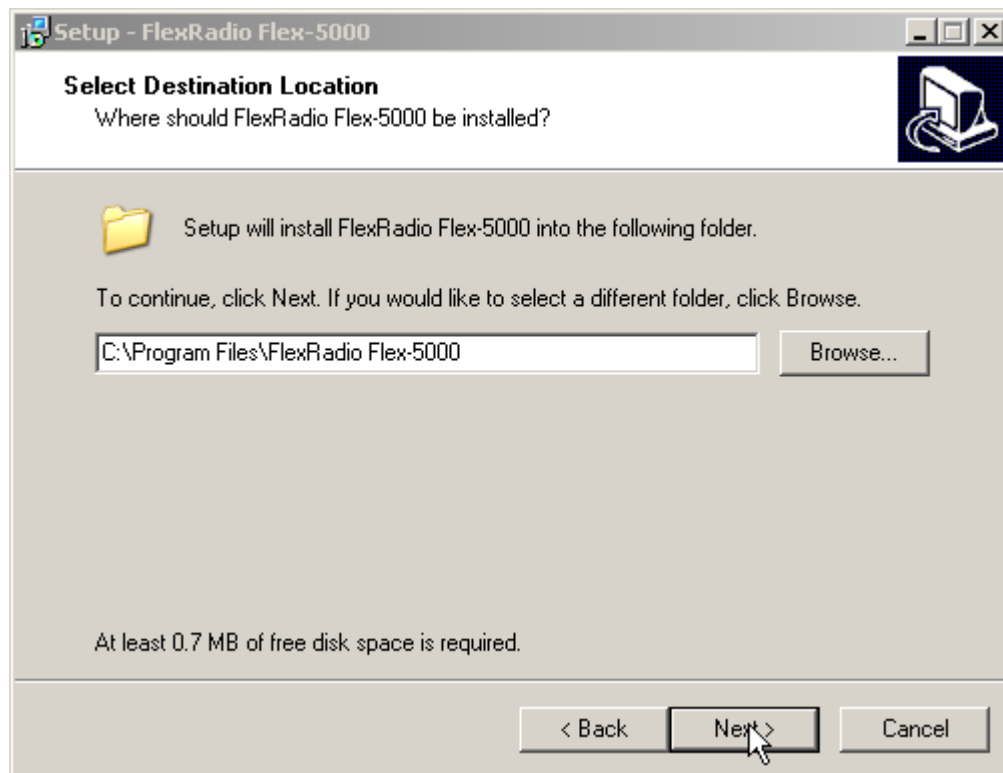 Setup - FlexRadio Flex-5000
Select Destination Location
Where should FlexRadio Flex-5000 be installed?
Setup will install FlexRadio Flex-5000 into the following folder.
To continue, click Next. If you would like to select a different folder, click Browse.
C:\Program Files\FlexRadio Flex-5000
Browse...
At least 0.7 MB of free disk space is required.
< Back
Next >
Cancel